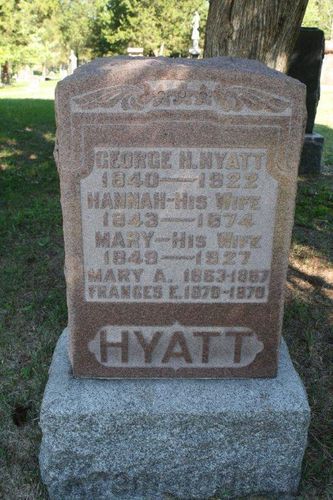 GEORGE H. HYATT
1840—1922
HANNAH—HIS WIFE
1843—1874
MARY—HIS WIFE
1849—1927
MARY A. 1863-1887
FRANCES E. 1879-1879
HYATT